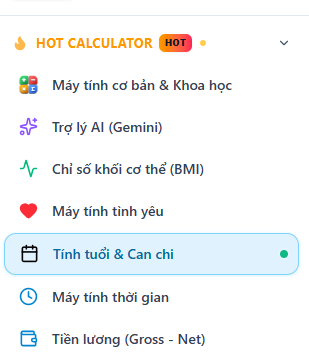 HOT CALCULATOR HOT
Máy tính cơ bản & Khoa học
Trợ lý AI (Gemini)
Chỉ số khối cơ thể (BMI)
Máy tính tình yêu
Tính tuổi & Can chi
Máy tính thời gian
Tiền lương (Gross - Net)